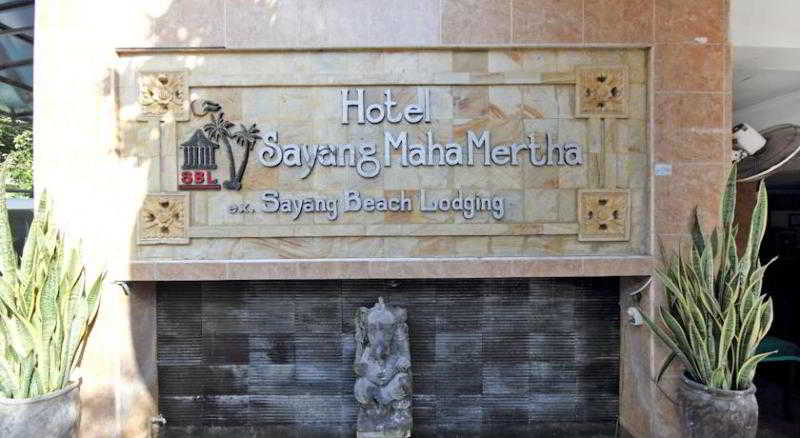 Hotel
Sayang Maha Mertha
SBL
ex. Sayang Beach Lodging